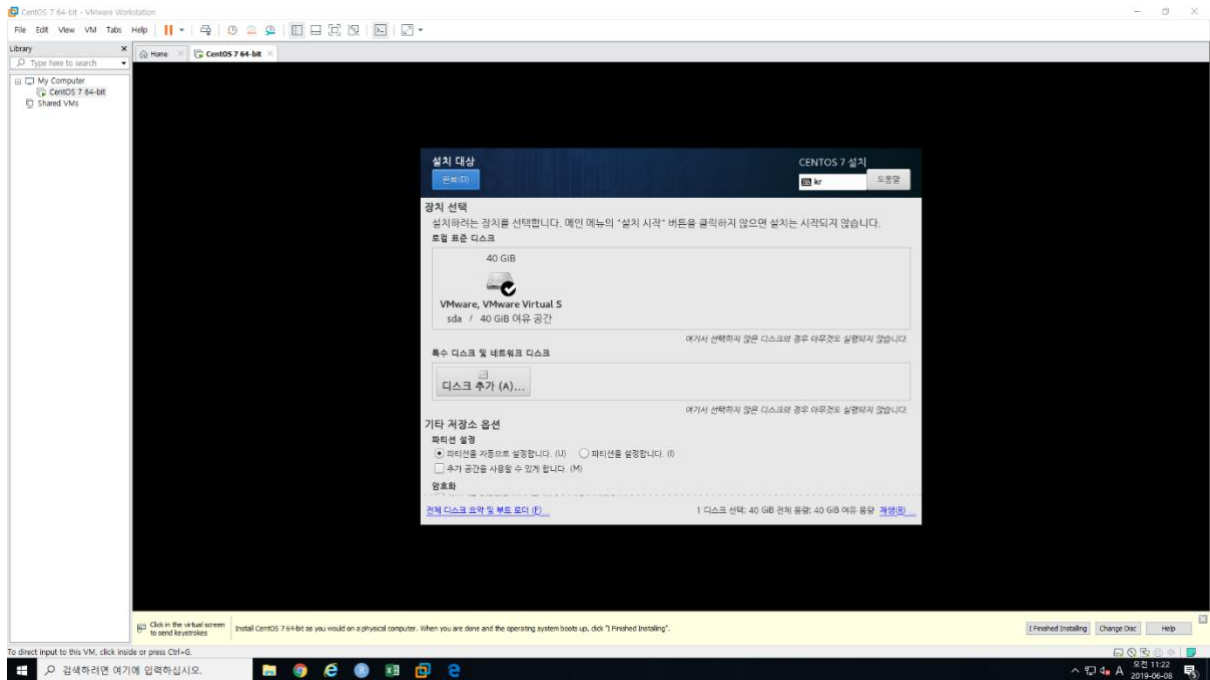 CentOS 7 64-bit - VMware Workstation
File Edit View VM Tabs Help
Library
Home
CentOS 7 64-bit
Type here to search
My Computer
CentOS 7 64-bit
Shared VMs
설치 대상
CENTOS 7 설치
완료(D)
kr
도움말
장치 선택
설치하려는 장치를 선택합니다. 메인 메뉴의 "설치 시작" 버튼을 클릭하지 않으면 설치는 시작되지 않습니다.
로컬 표준 디스크
40 GiB
VMware, VMware Virtual S
sda / 40 GiB 여유 공간
여기서 선택하지 않은 디스크의 경우 아무것도 실행되지 않습니다.
특수 디스크 및 네트워크 디스크
디스크 추가 (A)...
여기서 선택하지 않은 디스크의 경우 아무것도 실행되지 않습니다.
기타 저장소 옵션
파티션 설정
파티션을 자동으로 설정합니다. (U) 파티션을 설정합니다. (I)
추가 공간을 사용할 수 있게 합니다. (M)
암호화
전체 디스크 요약 및 부트 로더 (F)...
1 디스크 선택; 40 GiB 전체 용량; 40 GiB 여유 용량 재생(R) ...
Click in the virtual screen
to send keystrokes
Install CentOS 7 64-bit as you would on a physical computer. When you are done and the operating system boots up, click "I Finished Installing".
I Finished Installing
Change Disc
Help
To direct input to this VM, click inside or press Ctrl+G.
검색하려면 여기에 입력하십시오.
A
오전 11:22
2019-06-08